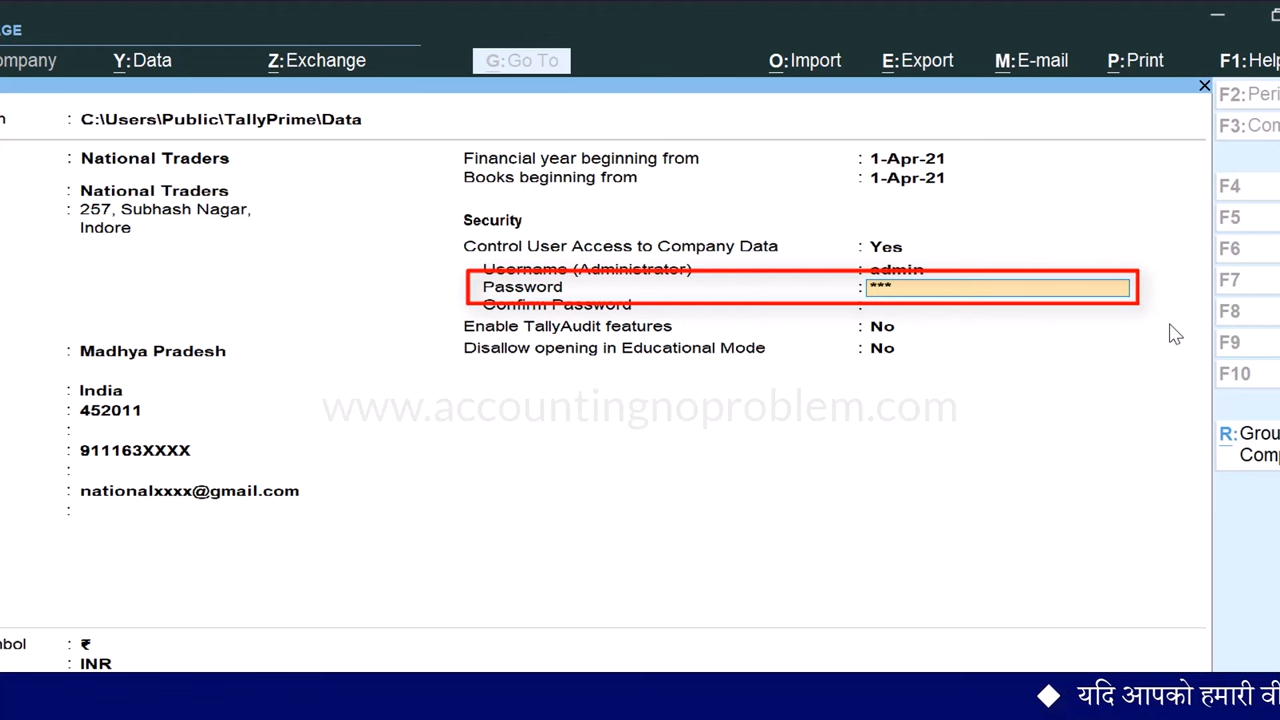 GE
ompany Y:Data Z:Exchange G:Go To O:Import E:Export M:E-mail P:Print F1:Help
: C:\Users\Public\TallyPrime\Data
F2:Peri
F3:Com
: National Traders
Financial year beginning from : 1-Apr-21
Books beginning from : 1-Apr-21
: National Traders
: 257, Subhash Nagar,
Indore
Security
Control User Access to Company Data : Yes
Username (Administrator) : admin
Password : ***
Confirm Password :
Enable TallyAudit features : No
Disallow opening in Educational Mode : No
F4
F5
F6
F7
F8
F9
F10
: Madhya Pradesh
: India
: 452011
:
: 911163XXXX
:
: nationalxxxx@gmail.com
:
www.accountingnoproblem.com
R:Grou
Comp
nbol : ₹
: INR
◆ यदि आपको हमारी वी